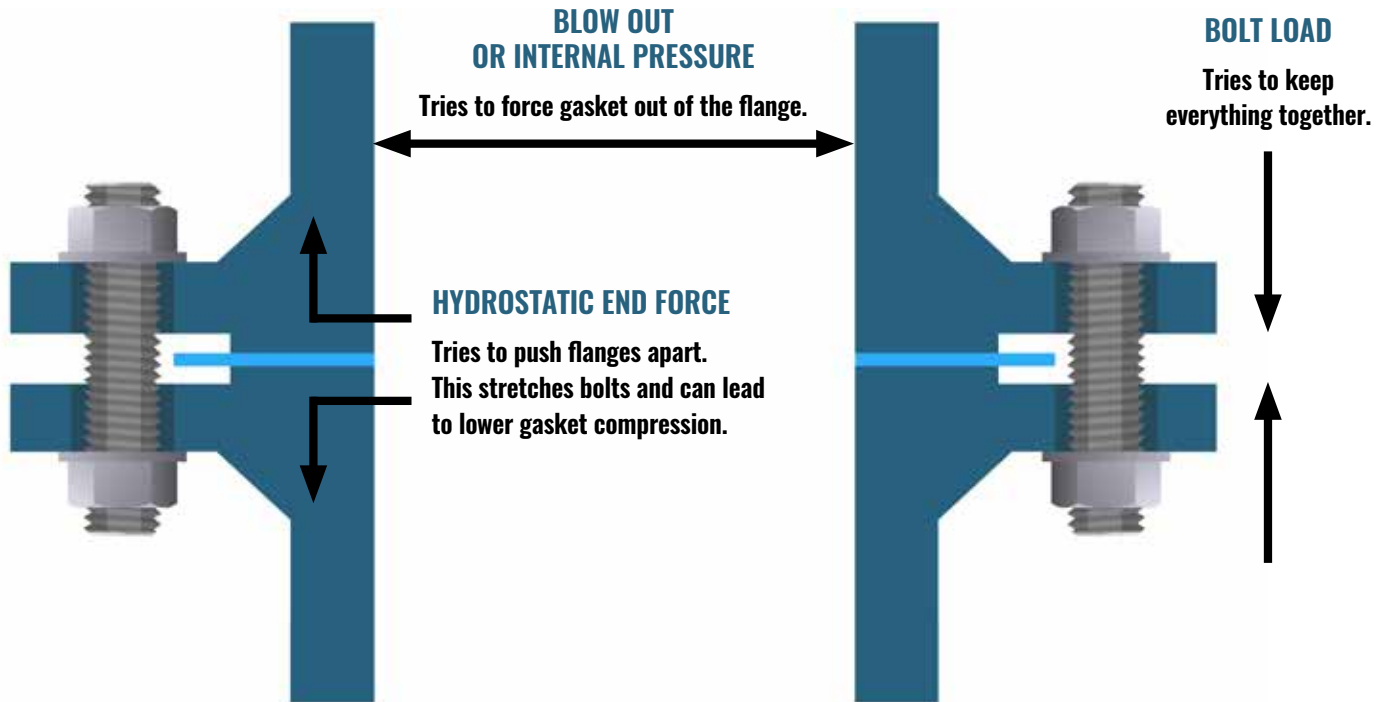 BLOW OUT
OR INTERNAL PRESSURE
Tries to force gasket out of the flange.
BOLT LOAD
Tries to keep
everything together.
HYDROSTATIC END FORCE
Tries to push flanges apart.
This stretches bolts and can lead
to lower gasket compression.